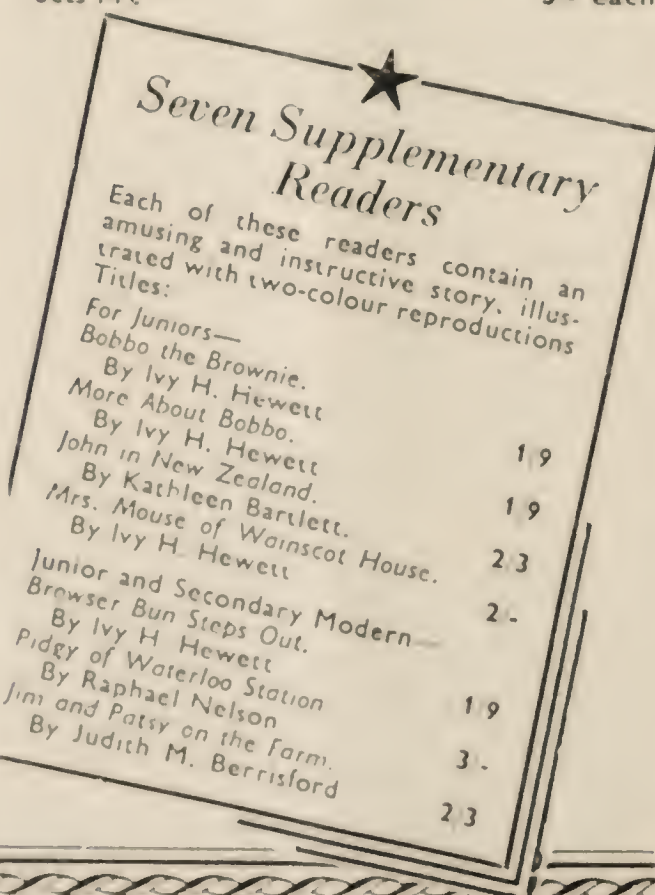 each
Seven Supplementary
Readers
Each of these readers contain an
amusing and instructive story, illus-
trated with two-colour reproductions
Titles:
For Juniors—
Bobbo the Brownie.
By Ivy H. Hewett 1/9
More About Bobbo.
By Ivy H. Hewett 1/9
John in New Zealand.
By Kathleen Bartlett. 2/3
Mrs. Mouse of Wainscot House.
By Ivy H. Hewett 2/-
Junior and Secondary Modern—
Browser Bun Steps Out.
By Ivy H. Hewett 1/9
Pidgy of Waterloo Station
By Raphael Nelson 3/-
Jim and Patsy on the Farm.
By Judith M. Berrisford 2/3